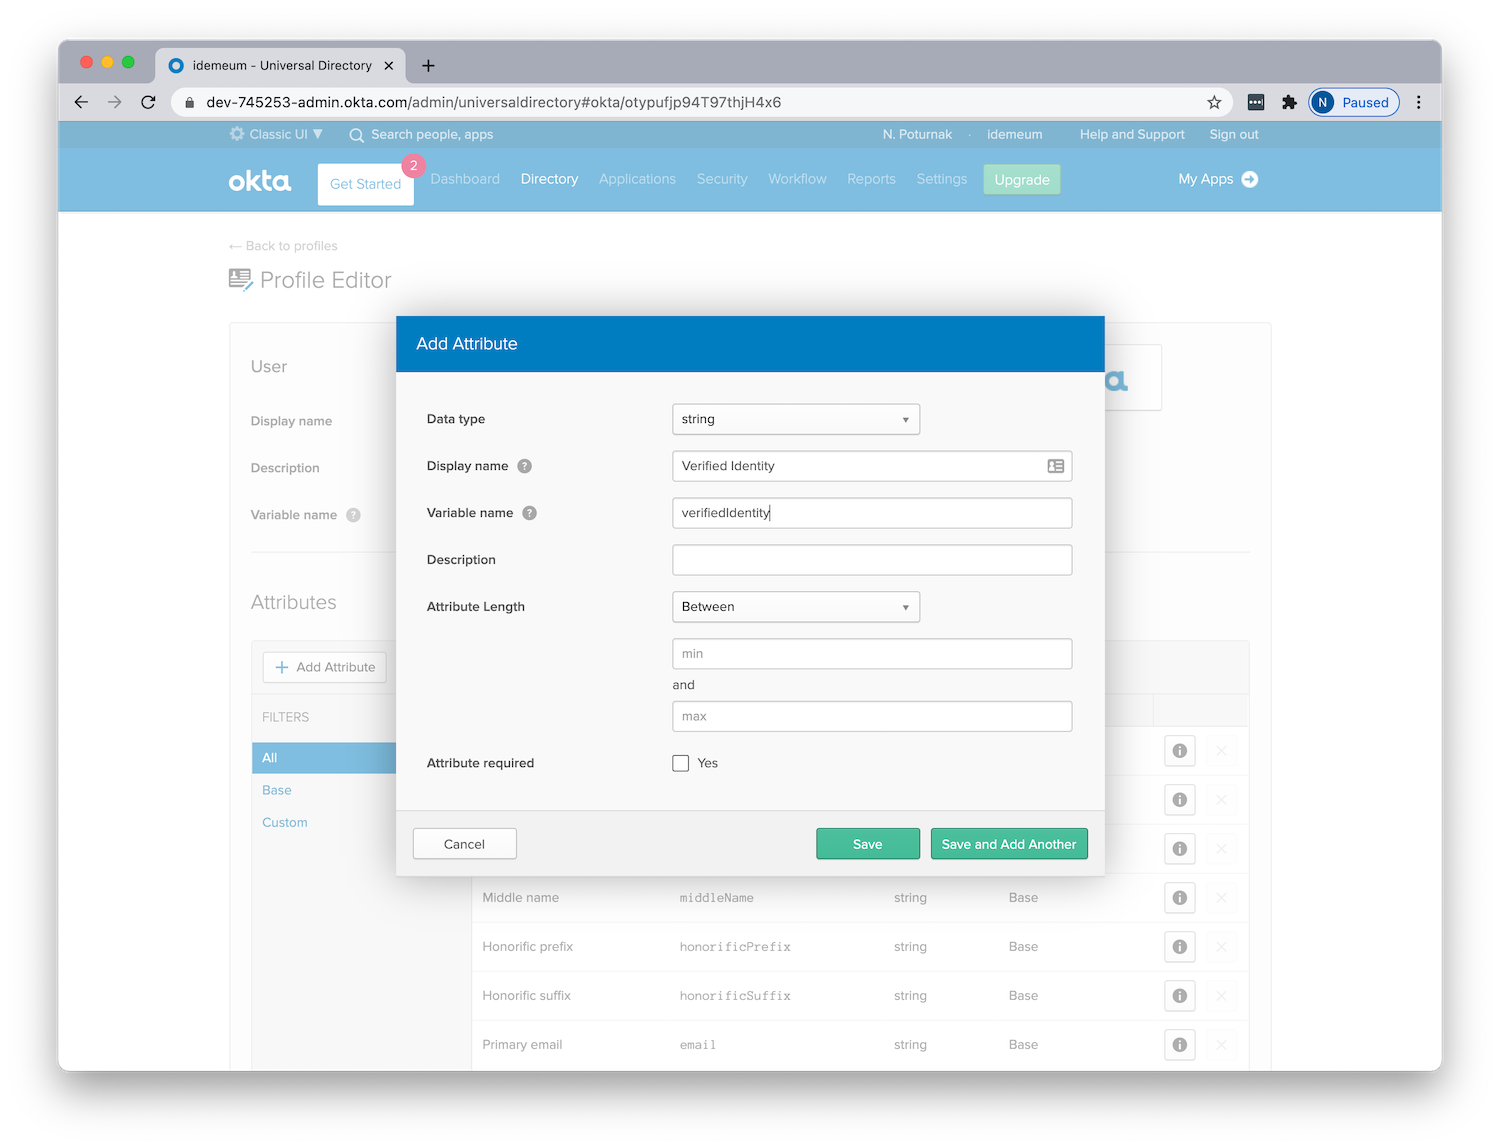 idemeum - Universal Directory
dev-745253-admin.okta.com/admin/universaldirectory#okta/otypufjp94T97thjH4x6
N Paused
Classic UI Search people, apps N. Poturnak · idemeum Help and Support Sign out
okta Get Started 2 Dashboard Directory Applications Security Workflow Reports Settings Upgrade My Apps
← Back to profiles
Profile Editor
Add Attribute
User
a
Data type string
Display name
Display name ? Verified Identity
Description
Variable name ? verifiedIdentity
Variable name ?
Description
Attributes
Attribute Length Between
min
+ Add Attribute
and
FILTERS
max
All
Attribute required Yes
Base
Custom
Cancel Save Save and Add Another
Middle name middleName string Base
Honorific prefix honorificPrefix string Base
Honorific suffix honorificSuffix string Base
Primary email email string Base